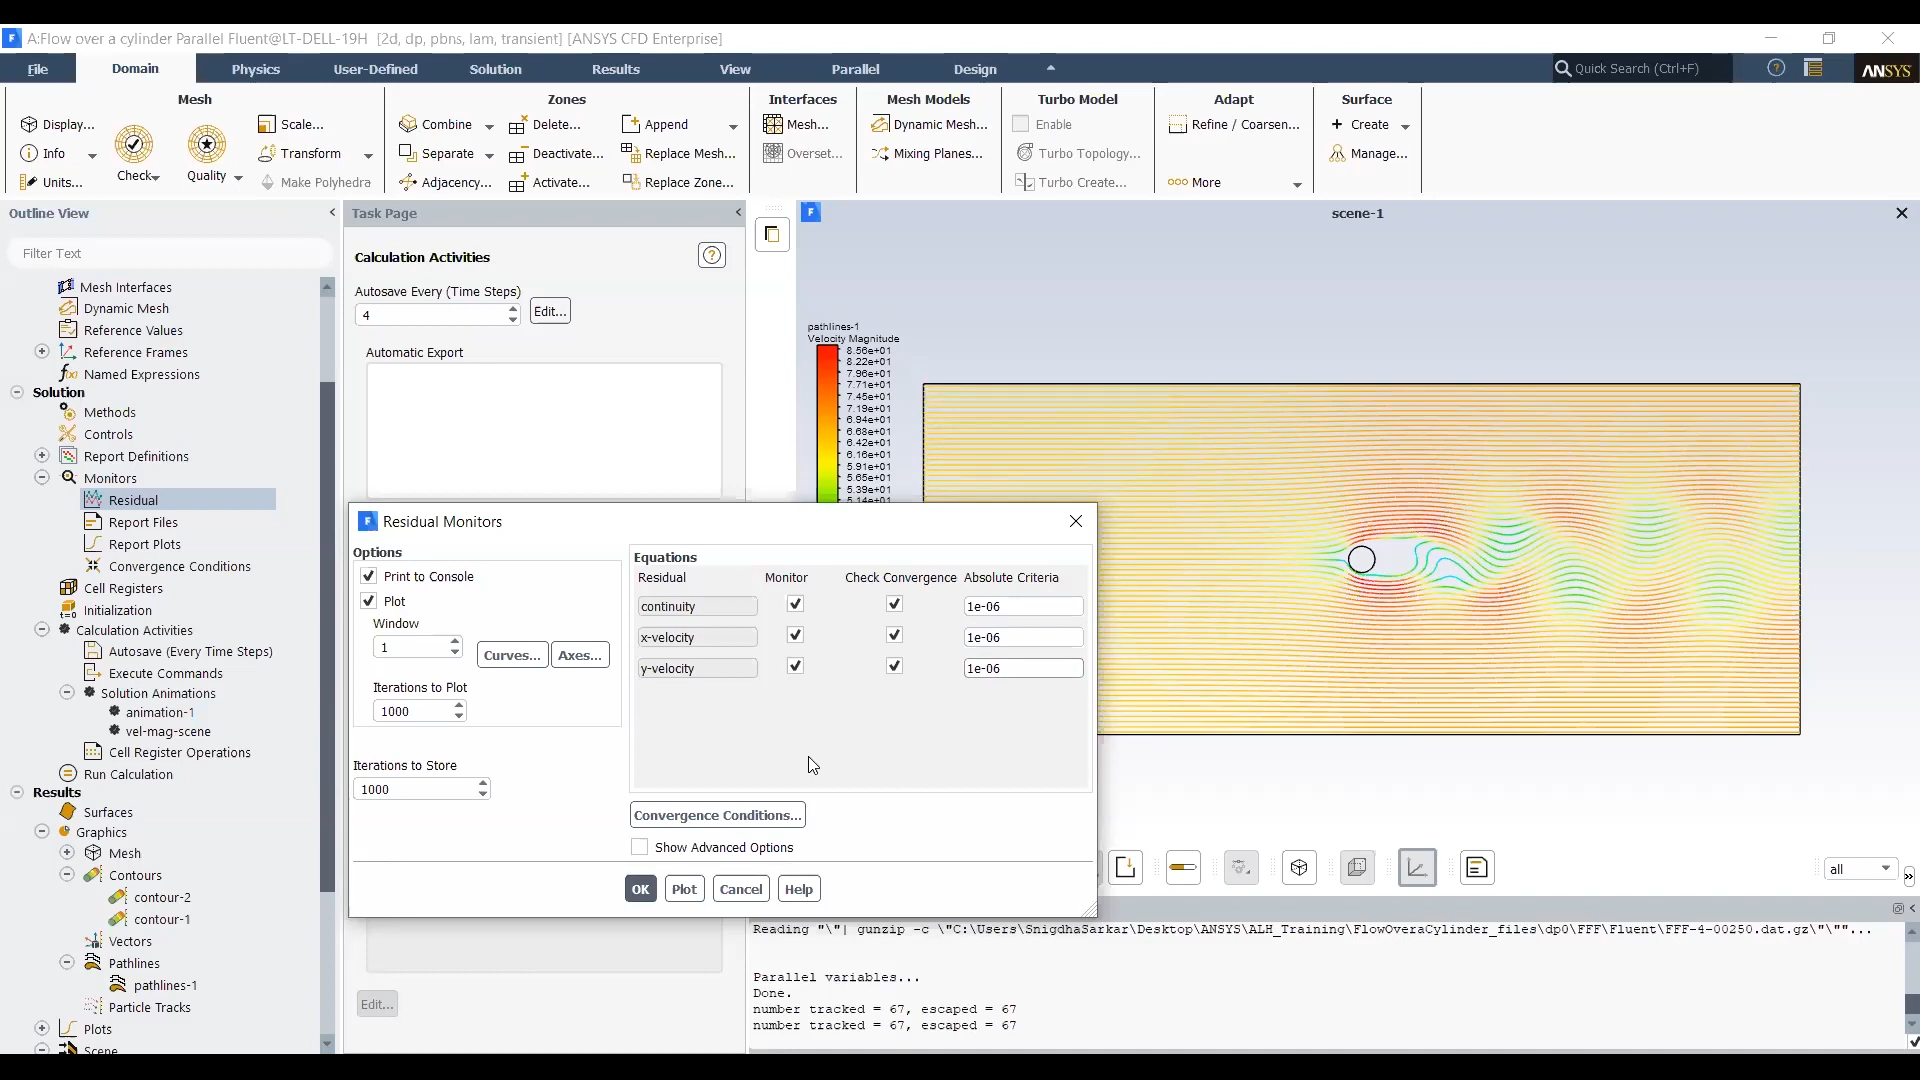 A:Flow over a cylinder Parallel Fluent@LT-DELL-19H [2d, dp, pbns, lam, transient] [ANSYS CFD Enterprise]
File Domain Physics User-Defined Solution Results View Parallel Design Quick Search (Ctrl+F) ANSYS
Mesh Zones Interfaces Mesh Models Turbo Model Adapt Surface
Display... Scale... Combine Delete... Append Mesh... Dynamic Mesh... Enable Refine / Coarsen... + Create
Info Transform Separate Deactivate... Replace Mesh... Overset... Mixing Planes... Turbo Topology... Manage...
Check Quality
Units... Make Polyhedra Adjacency... Activate... Replace Zone... Turbo Create... More
Outline View
Filter Text
Mesh Interfaces
Dynamic Mesh
Reference Values
Reference Frames
Named Expressions
Solution
Methods
Controls
Report Definitions
Monitors
Residual
Report Files
Report Plots
Convergence Conditions
Cell Registers
Initialization
Calculation Activities
Autosave (Every Time Steps)
Execute Commands
Solution Animations
animation-1
vel-mag-scene
Cell Register Operations
Run Calculation
Results
Surfaces
Graphics
Mesh
Contours
contour-2
contour-1
Vectors
Pathlines
pathlines-1
Particle Tracks
Plots
Scene
Task Page
Calculation Activities
Autosave Every (Time Steps)
4 Edit...
Automatic Export
Edit...
scene-1
pathlines-1
Velocity Magnitude
8.56e+01
8.22e+01
7.96e+01
7.71e+01
7.45e+01
7.19e+01
6.94e+01
6.68e+01
6.42e+01
6.16e+01
5.91e+01
5.65e+01
5.39e+01
5.14e+01
Residual Monitors
Options
Print to Console
Plot
Window
1 Curves... Axes...
Iterations to Plot
1000
Iterations to Store
1000
Equations
Residual Monitor Check Convergence Absolute Criteria
continuity 1e-06
x-velocity 1e-06
y-velocity 1e-06
Convergence Conditions...
Show Advanced Options
OK Plot Cancel Help
all
Reading "\"| gunzip -c \"C:\Users\SnigdhaSarkar\Desktop\ANSYS\ALH_Training\FlowOveraCylinder_files\dp0\FFF\Fluent\FFF-4-00250.dat.gz\"\""...
Parallel variables...
Done.
number tracked = 67, escaped = 67
number tracked = 67, escaped = 67